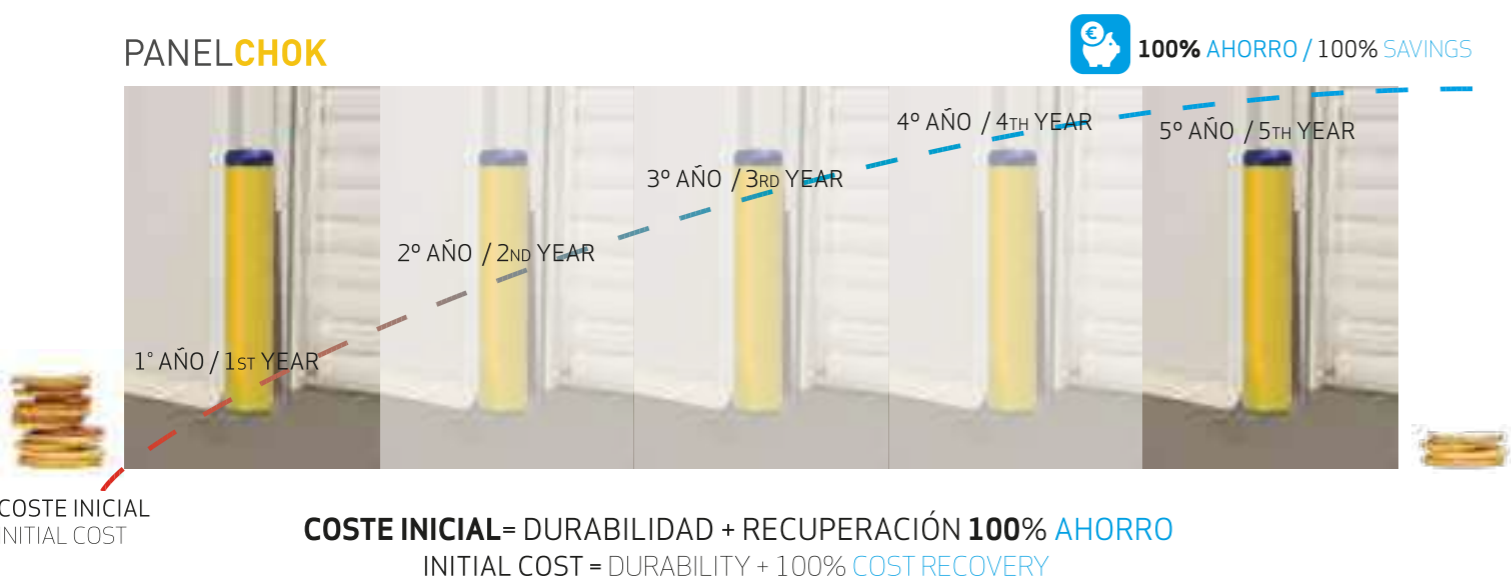 PANELCHOK
100% AHORRO / 100% SAVINGS
4º AÑO / 4TH YEAR
5º AÑO / 5TH YEAR
3º AÑO / 3RD YEAR
2º AÑO / 2ND YEAR
1º AÑO / 1ST YEAR
COSTE INICIAL
INITIAL COST
COSTE INICIAL= DURABILIDAD + RECUPERACIÓN 100% AHORRO
INITIAL COST = DURABILITY + 100% COST RECOVERY